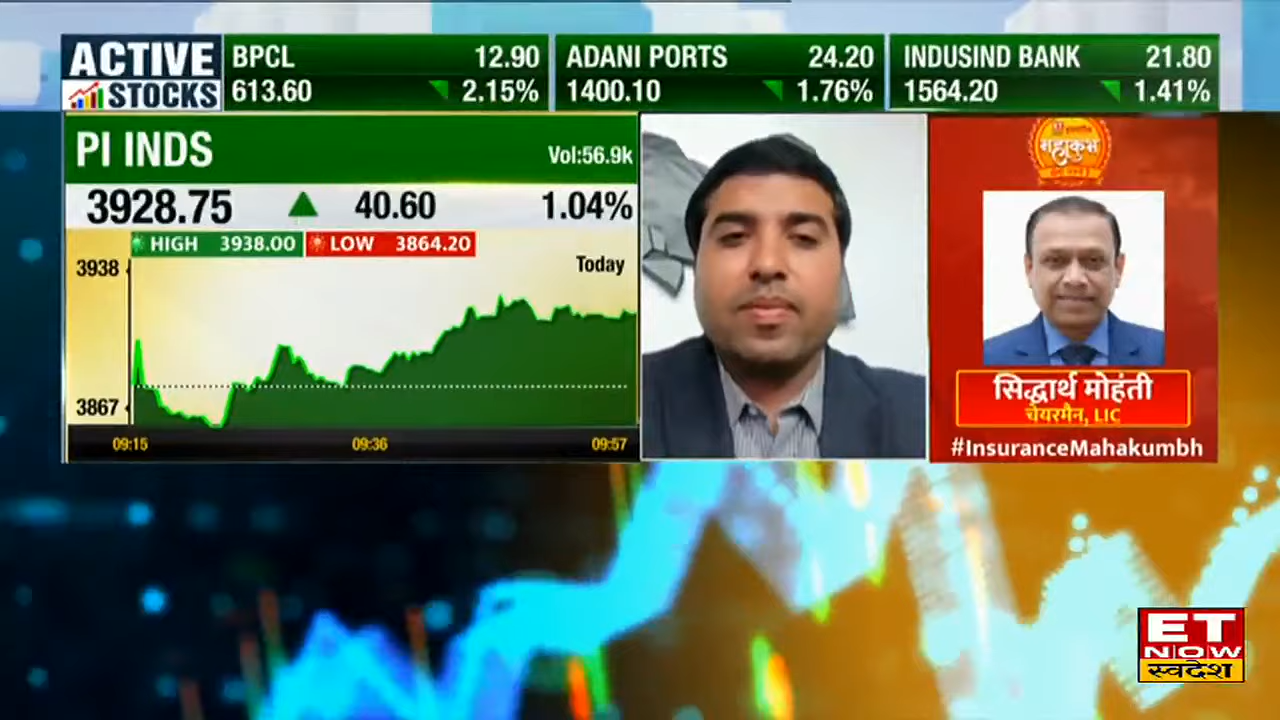 ACTIVE
STOCKS
BPCL 12.90
613.60 2.15%
ADANI PORTS 24.20
1400.10 1.76%
INDUSIND BANK 21.80
1564.20 1.41%
PI INDS
Vol:56.9k
3928.75 40.60 1.04%
HIGH 3938.00 LOW 3864.20
3938
Today
3867
09:15 09:36 09:57
महाकुंभ
सिद्धार्थ मोहंती
चेयरमैन, LIC
#InsuranceMahakumbh
ET
NOW
स्वदेश